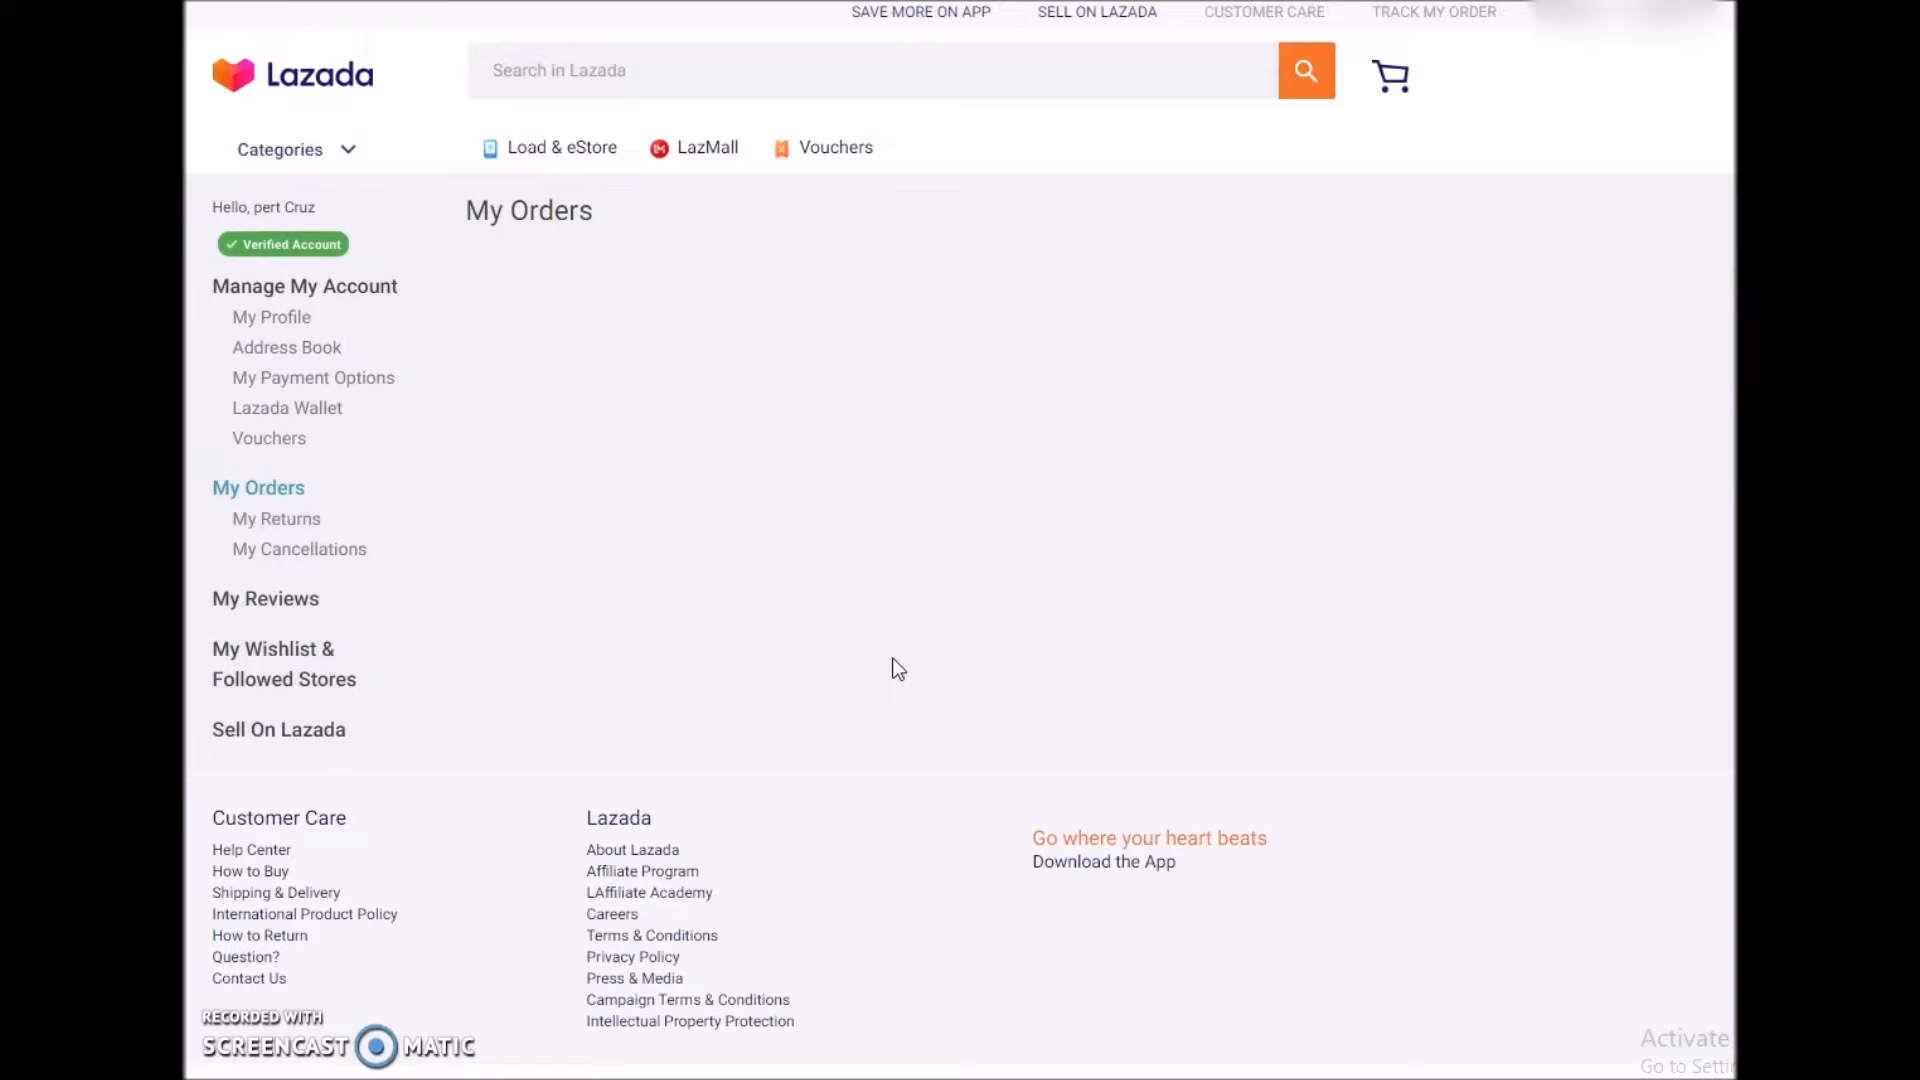 SAVE MORE ON APP SELL ON LAZADA CUSTOMER CARE TRACK MY ORDER
Lazada
Search in Lazada
Categories
Load & eStore LazMall Vouchers
Hello, pert Cruz
Verified Account
My Orders
Manage My Account
My Profile
Address Book
My Payment Options
Lazada Wallet
Vouchers
My Orders
My Returns
My Cancellations
My Reviews
My Wishlist &
Followed Stores
Sell On Lazada
Customer Care
Help Center
How to Buy
Shipping & Delivery
International Product Policy
How to Return
Question?
Contact Us
Lazada
About Lazada
Affiliate Program
LAffiliate Academy
Careers
Terms & Conditions
Privacy Policy
Press & Media
Campaign Terms & Conditions
Intellectual Property Protection
Go where your heart beats
Download the App
RECORDED WITH
SCREENCAST MATIC
Activate
Go to